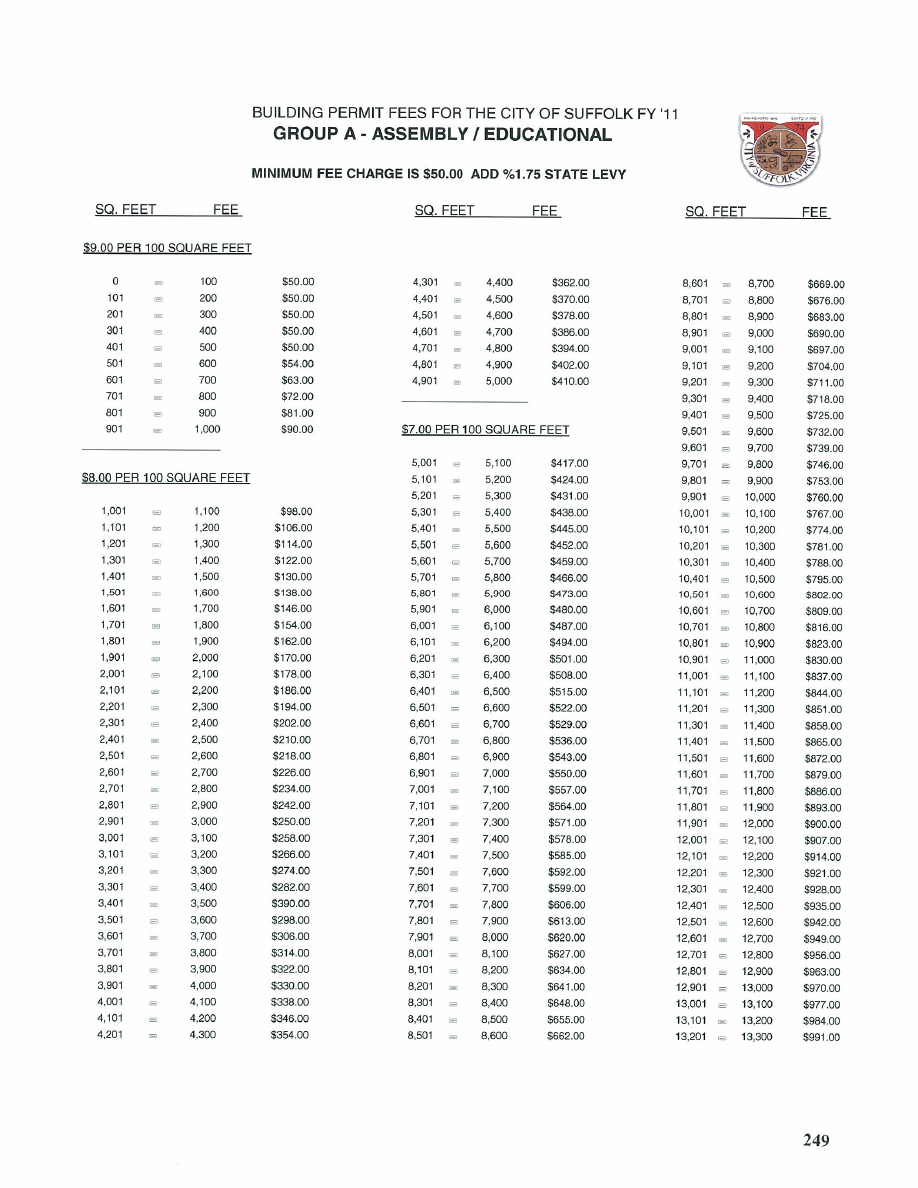 BUILDING PERMIT FEES FOR THE CITY OF SUFFOLK FY '11
GROUP A - ASSEMBLY / EDUCATIONAL
MINIMUM FEE CHARGE IS $50.00 ADD %1.75 STATE LEVY
1974
CITY OF SUFFOLK, VIRGINIA
SQ. FEET FEE
$9.00 PER 100 SQUARE FEET
0 - 100 $50.00
101 - 200 $50.00
201 - 300 $50.00
301 - 400 $50.00
401 - 500 $50.00
501 - 600 $54.00
601 - 700 $63.00
701 - 800 $72.00
801 - 900 $81.00
901 - 1,000 $90.00
$8.00 PER 100 SQUARE FEET
1,001 - 1,100 $98.00
1,101 - 1,200 $106.00
1,201 - 1,300 $114.00
1,301 - 1,400 $122.00
1,401 - 1,500 $130.00
1,501 - 1,600 $138.00
1,601 - 1,700 $146.00
1,701 - 1,800 $154.00
1,801 - 1,900 $162.00
1,901 - 2,000 $170.00
2,001 - 2,100 $178.00
2,101 - 2,200 $186.00
2,201 - 2,300 $194.00
2,301 - 2,400 $202.00
2,401 - 2,500 $210.00
2,501 - 2,600 $218.00
2,601 - 2,700 $226.00
2,701 - 2,800 $234.00
2,801 - 2,900 $242.00
2,901 - 3,000 $250.00
3,001 - 3,100 $258.00
3,101 - 3,200 $266.00
3,201 - 3,300 $274.00
3,301 - 3,400 $282.00
3,401 - 3,500 $390.00
3,501 - 3,600 $298.00
3,601 - 3,700 $306.00
3,701 - 3,800 $314.00
3,801 - 3,900 $322.00
3,901 - 4,000 $330.00
4,001 - 4,100 $338.00
4,101 - 4,200 $346.00
4,201 - 4,300 $354.00
SQ. FEET FEE
4,301 - 4,400 $362.00
4,401 - 4,500 $370.00
4,501 - 4,600 $378.00
4,601 - 4,700 $386.00
4,701 - 4,800 $394.00
4,801 - 4,900 $402.00
4,901 - 5,000 $410.00
$7.00 PER 100 SQUARE FEET
5,001 - 5,100 $417.00
5,101 - 5,200 $424.00
5,201 - 5,300 $431.00
5,301 - 5,400 $438.00
5,401 - 5,500 $445.00
5,501 - 5,600 $452.00
5,601 - 5,700 $459.00
5,701 - 5,800 $466.00
5,801 - 5,900 $473.00
5,901 - 6,000 $480.00
6,001 - 6,100 $487.00
6,101 - 6,200 $494.00
6,201 - 6,300 $501.00
6,301 - 6,400 $508.00
6,401 - 6,500 $515.00
6,501 - 6,600 $522.00
6,601 - 6,700 $529.00
6,701 - 6,800 $536.00
6,801 - 6,900 $543.00
6,901 - 7,000 $550.00
7,001 - 7,100 $557.00
7,101 - 7,200 $564.00
7,201 - 7,300 $571.00
7,301 - 7,400 $578.00
7,401 - 7,500 $585.00
7,501 - 7,600 $592.00
7,601 - 7,700 $599.00
7,701 - 7,800 $606.00
7,801 - 7,900 $613.00
7,901 - 8,000 $620.00
8,001 - 8,100 $627.00
8,101 - 8,200 $634.00
8,201 - 8,300 $641.00
8,301 - 8,400 $648.00
8,401 - 8,500 $655.00
8,501 - 8,600 $662.00
SQ. FEET FEE
8,601 - 8,700 $669.00
8,701 - 8,800 $676.00
8,801 - 8,900 $683.00
8,901 - 9,000 $690.00
9,001 - 9,100 $697.00
9,101 - 9,200 $704.00
9,201 - 9,300 $711.00
9,301 - 9,400 $718.00
9,401 - 9,500 $725.00
9,501 - 9,600 $732.00
9,601 - 9,700 $739.00
9,701 - 9,800 $746.00
9,801 - 9,900 $753.00
9,901 - 10,000 $760.00
10,001 - 10,100 $767.00
10,101 - 10,200 $774.00
10,201 - 10,300 $781.00
10,301 - 10,400 $788.00
10,401 - 10,500 $795.00
10,501 - 10,600 $802.00
10,601 - 10,700 $809.00
10,701 - 10,800 $816.00
10,801 - 10,900 $823.00
10,901 - 11,000 $830.00
11,001 - 11,100 $837.00
11,101 - 11,200 $844.00
11,201 - 11,300 $851.00
11,301 - 11,400 $858.00
11,401 - 11,500 $865.00
11,501 - 11,600 $872.00
11,601 - 11,700 $879.00
11,701 - 11,800 $886.00
11,801 - 11,900 $893.00
11,901 - 12,000 $900.00
12,001 - 12,100 $907.00
12,101 - 12,200 $914.00
12,201 - 12,300 $921.00
12,301 - 12,400 $928.00
12,401 - 12,500 $935.00
12,501 - 12,600 $942.00
12,601 - 12,700 $949.00
12,701 - 12,800 $956.00
12,801 - 12,900 $963.00
12,901 - 13,000 $970.00
13,001 - 13,100 $977.00
13,101 - 13,200 $984.00
13,201 - 13,300 $991.00
249